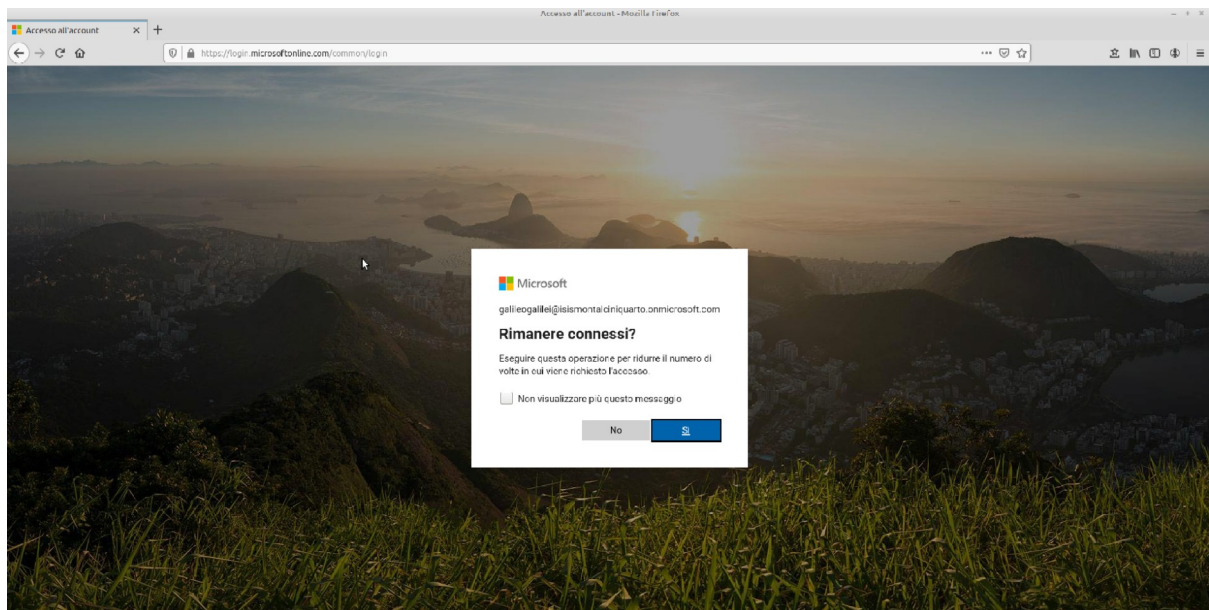 Accesso all'account - Mozilla Firefox
Accesso all'account
https://login.microsoftonline.com/common/login
Microsoft
galileogalilei@isismontalciniquarto.onmicrosoft.com
Rimanere connessi?
Eseguire questa operazione per ridurre il numero di
volte in cui viene richiesto l'accesso.
Non visualizzare più questo messaggio
No
Sì